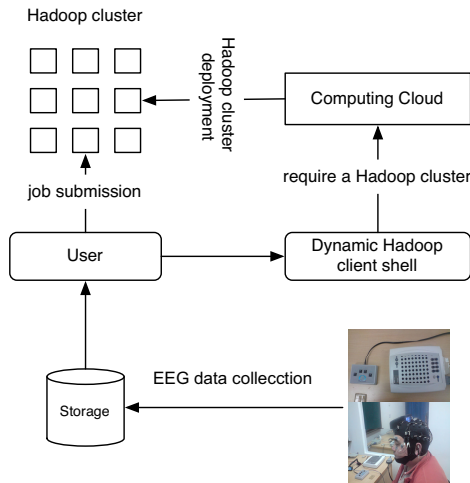 Hadoop cluster
Hadoop cluster
deployment
Computing Cloud
job submission
require a Hadoop cluster
User
Dynamic Hadoop
client shell
EEG data collecction
Storage